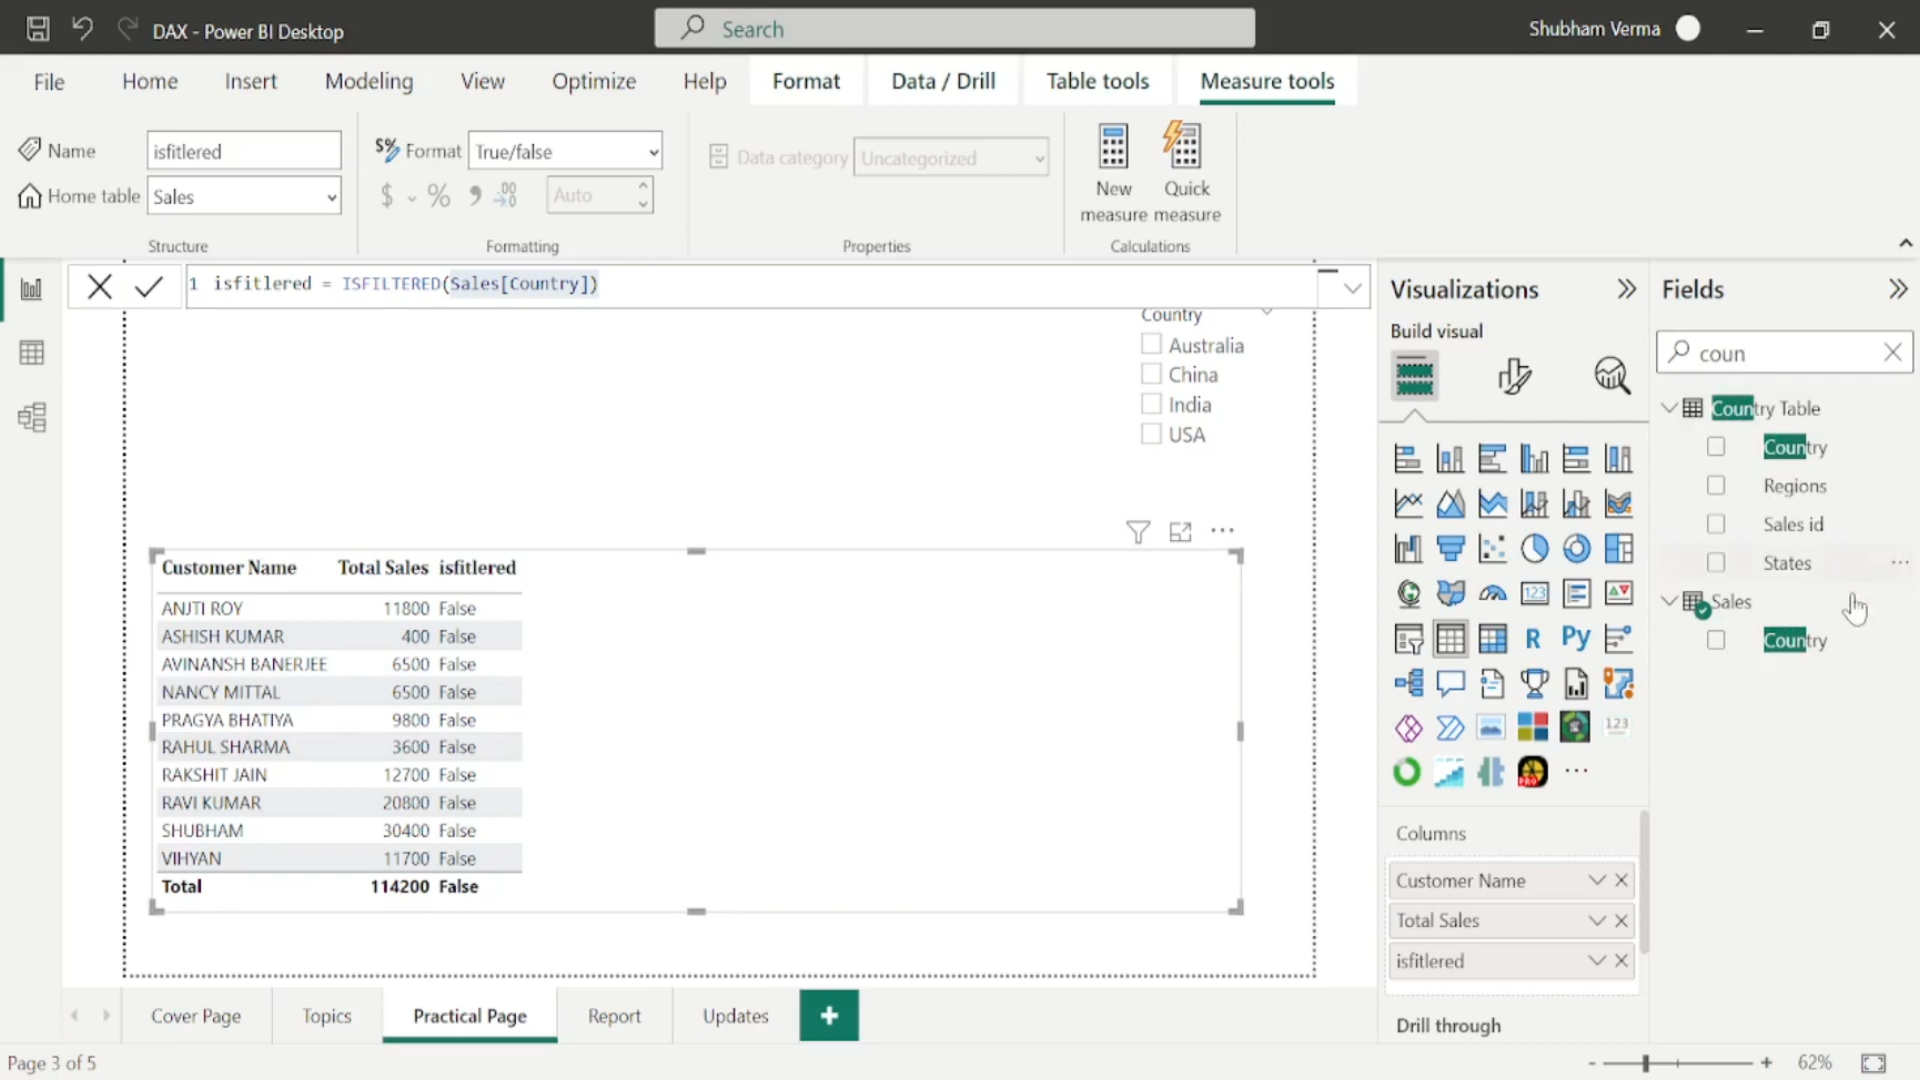 DAX - Power BI Desktop
Search
Shubham Verma
File
Home
Insert
Modeling
View
Optimize
Help
Format
Data / Drill
Table tools
Measure tools
Name
isfitlered
Home table
Sales
Structure
$% Format
True/false
$ % 9 .00 →0
Auto
Formatting
Data category
Uncategorized
Properties
New measure
Quick measure
Calculations
1 isfitlered = ISFILTERED(Sales[Country])
Country
Australia
China
India
USA
Customer Name Total Sales isfitlered
ANJTI ROY 11800 False
ASHISH KUMAR 400 False
AVINANSH BANERJEE 6500 False
NANCY MITTAL 6500 False
PRAGYA BHATIYA 9800 False
RAHUL SHARMA 3600 False
RAKSHIT JAIN 12700 False
RAVI KUMAR 20800 False
SHUBHAM 30400 False
VIHYAN 11700 False
Total 114200 False
Visualizations
Build visual
123
R
Py
123
PRO
Columns
Customer Name
Total Sales
isfitlered
Drill through
Fields
coun
Country Table
Country
Regions
Sales id
States
Sales
Country
Cover Page
Topics
Practical Page
Report
Updates
Page 3 of 5
62%